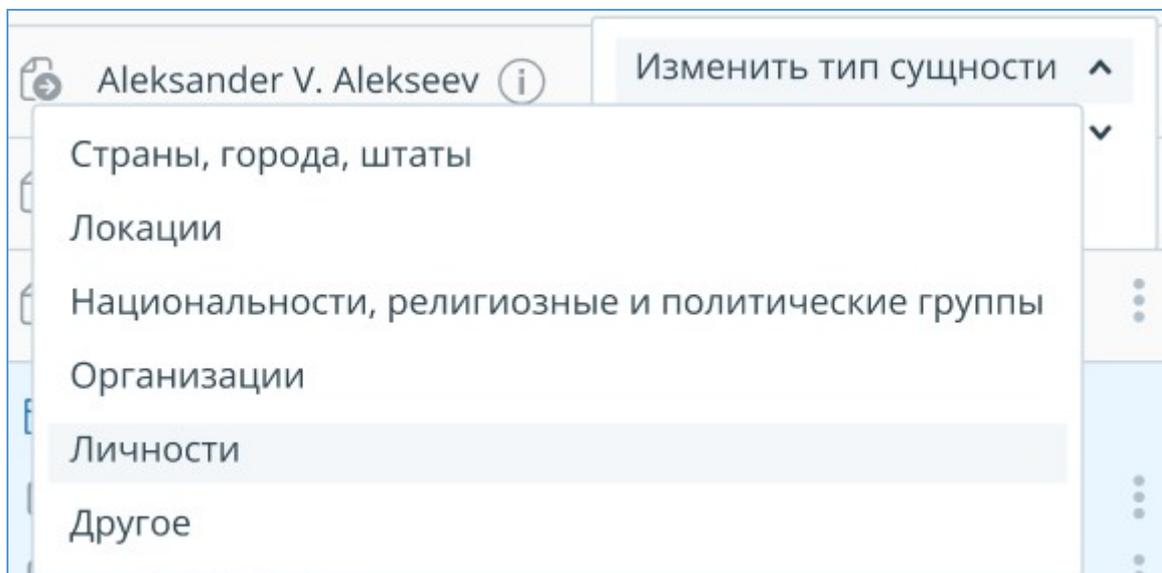 Aleksander V. Alekseev
Изменить тип сущности
Страны, города, штаты
Локации
Национальности, религиозные и политические группы
Организации
Личности
Другое